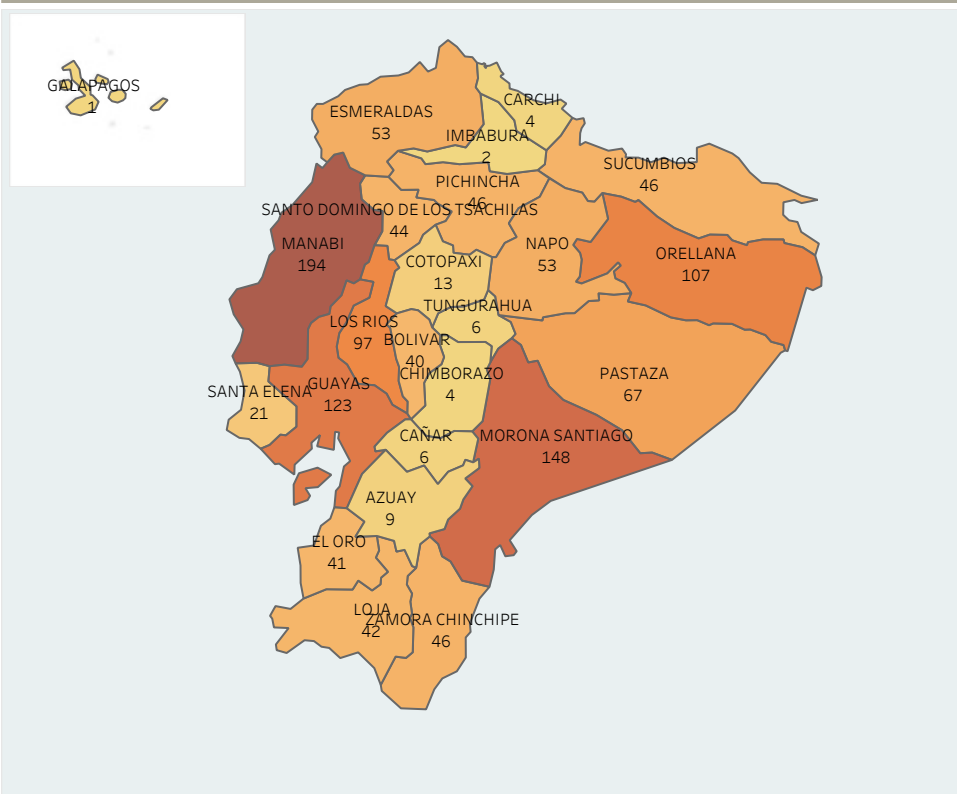 GALAPAGOS
1
ESMERALDAS
53
CARCHI
4
IMBABURA
2
SUCUMBIOS
46
PICHINCHA
46
SANTO DOMINGO DE LOS TSACHILAS
44
MANABI
194
NAPO
53
ORELLANA
107
COTOPAXI
13
TUNGURAHUA
6
LOS RIOS
97
BOLIVAR
40
CHIMBORAZO
4
PASTAZA
67
SANTA ELENA
21
GUAYAS
123
CAÑAR
6
MORONA SANTIAGO
148
AZUAY
9
EL ORO
41
LOJA
42
ZAMORA CHINCHIPE
46